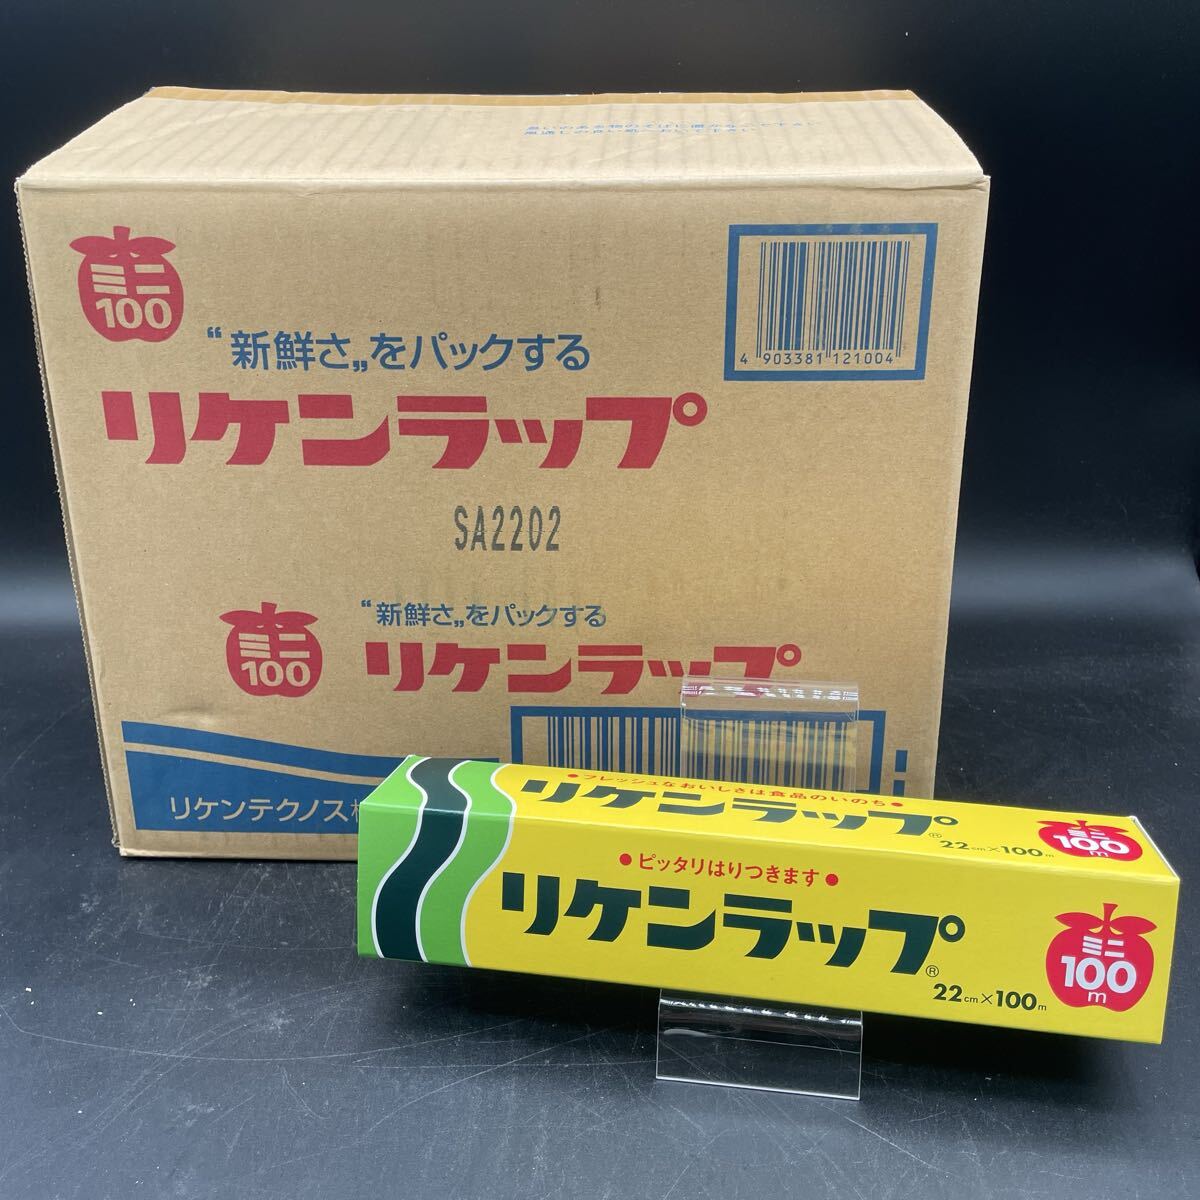 ミニ
100
“新鮮さ„をパックする
リケンラップ
4 903381 121004
SA2202
ミニ
100
“新鮮さ„をパックする
リケンラップ
リケンテクノス
●フレッシュなおいしさは食品のいのち●
リケンラップ®
22cm×100m
ミニ
100
m
●ピッタリはりつきます●
リケンラップ®
22cm×100m
ミニ
100
m